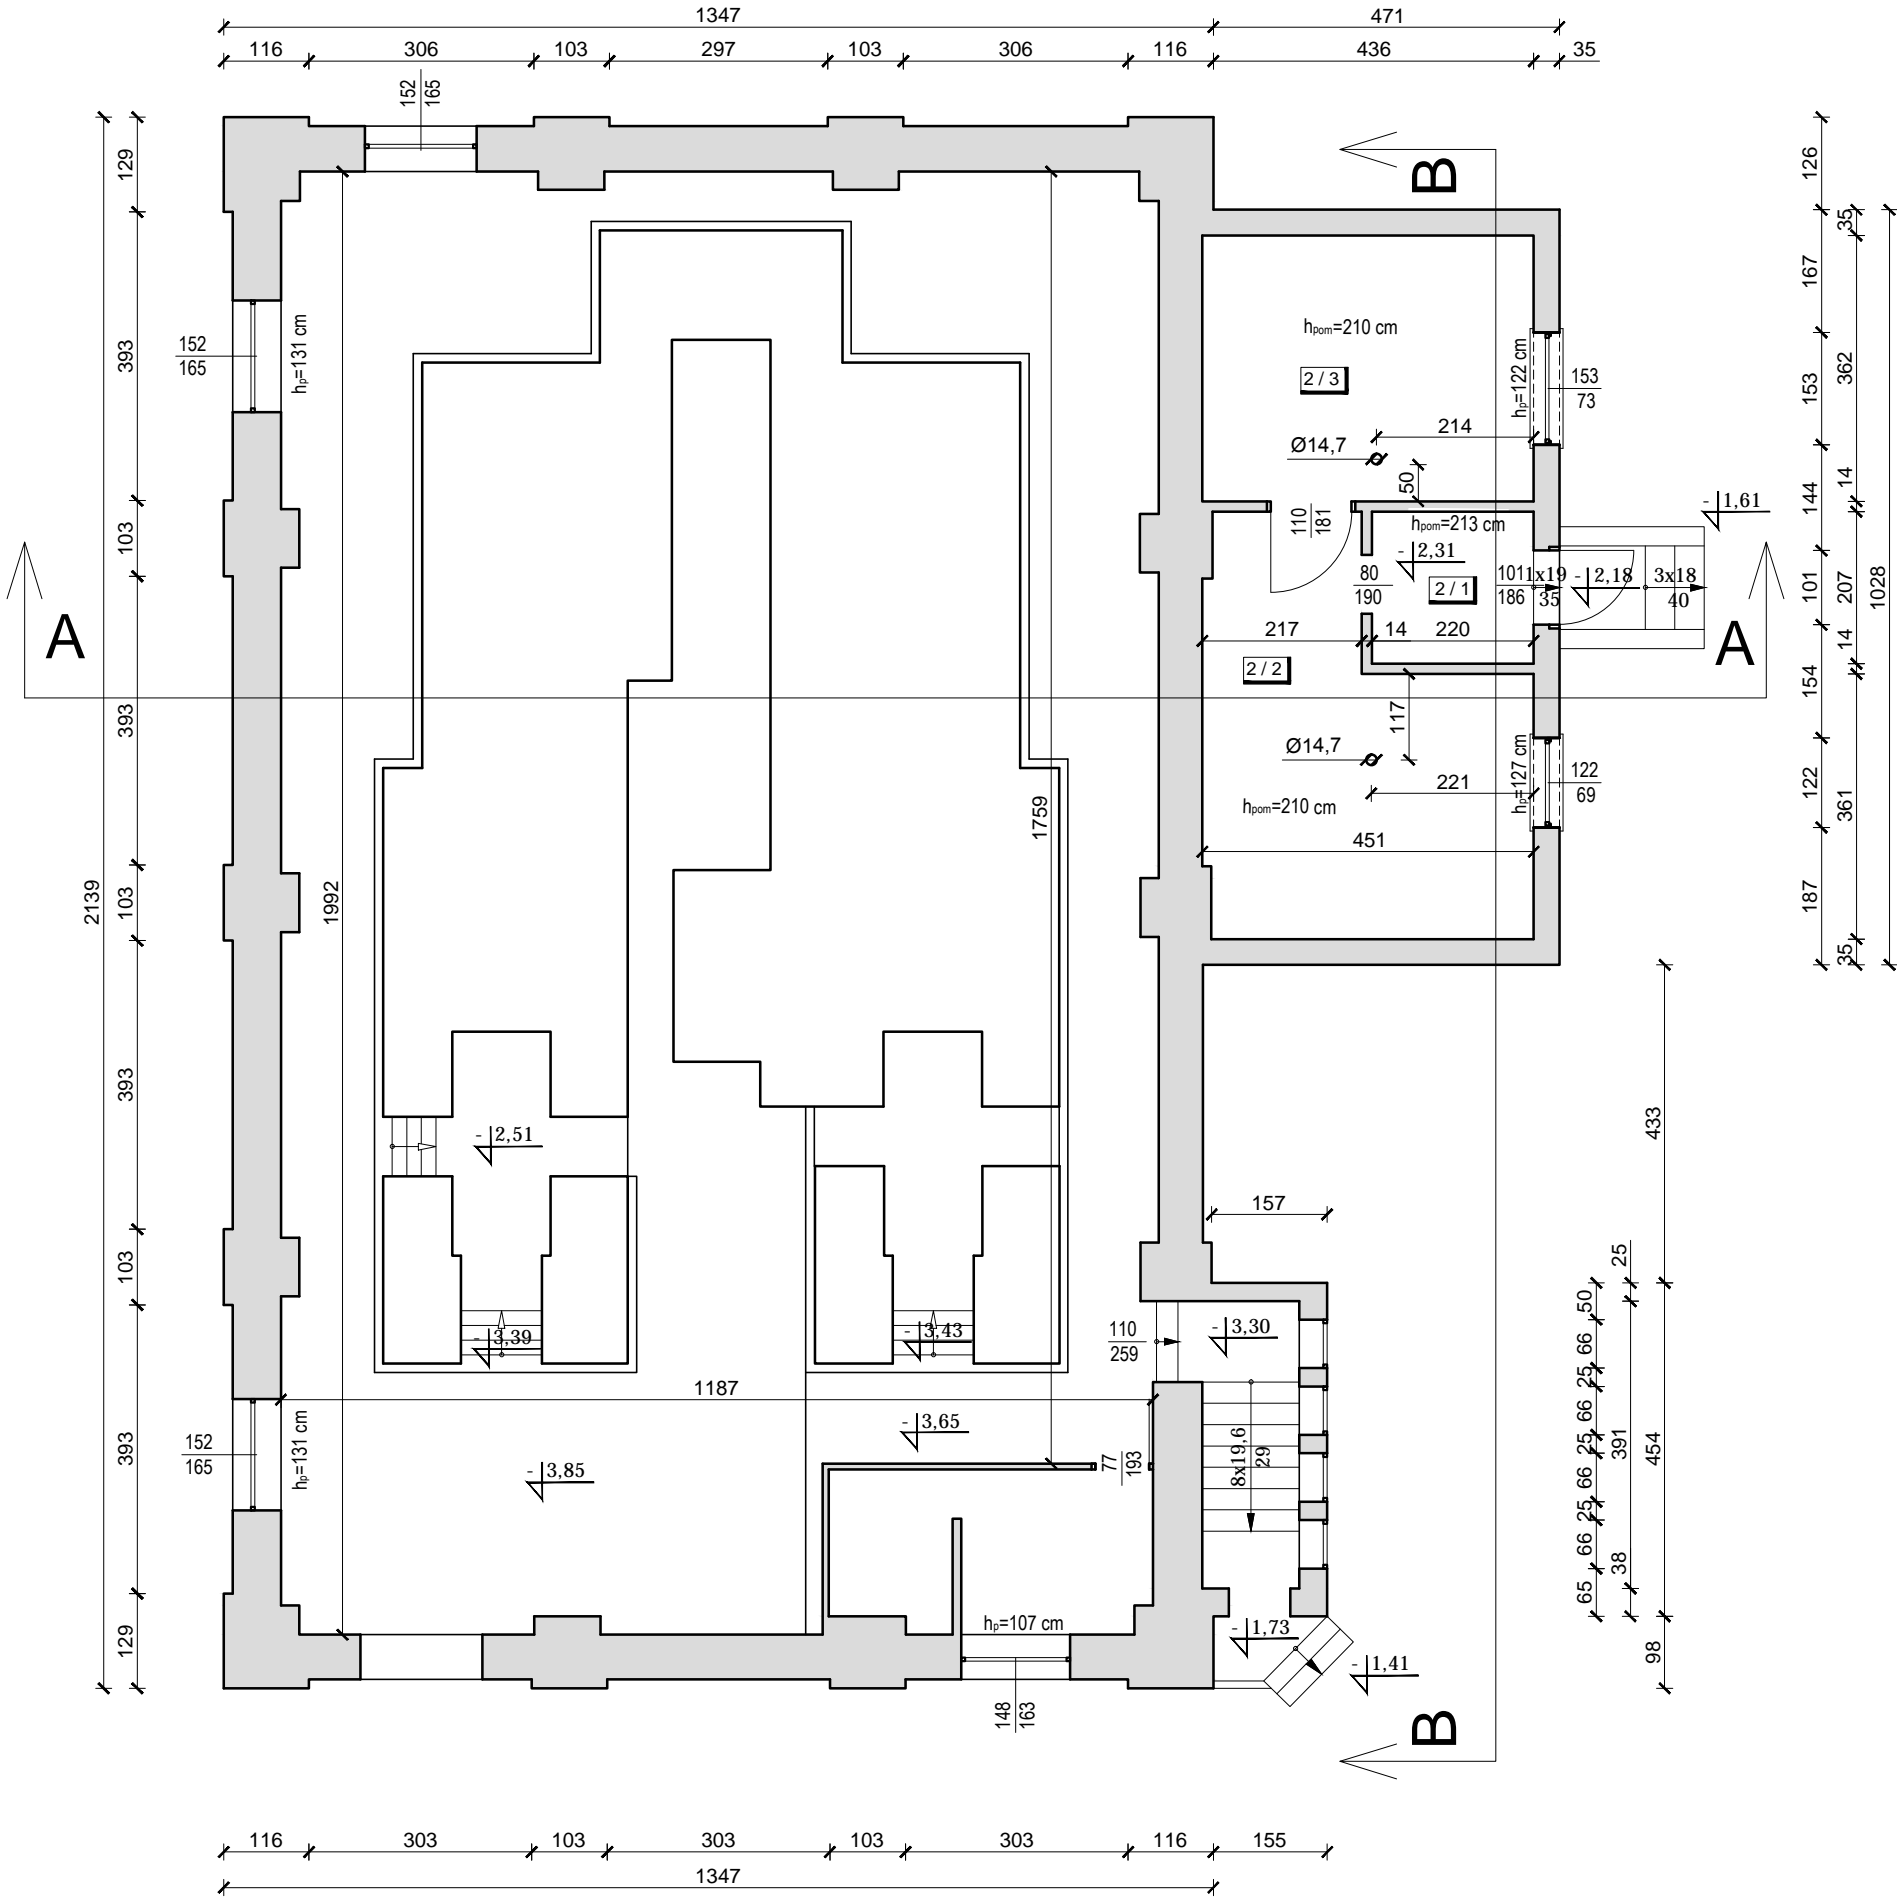 1347 471
116 306 103 297 103 306 116 436 35
152
165
B
129 126
35
393 167
hp=131 cm
152
165
hpom=210 cm
2 / 3
hp=122 cm
153
73
153 362
214
Ø14,7
50
144 14
- 1,61
110
181
hpom=213 cm
- 2,31
103
80
190
2 / 1
101
186
1x19
35
- 2,18
3x18
40
101 207 1028
A A
217 14 220
2 / 2
14
154
393
117
Ø14,7
221
hp=127 cm
122
69
hpom=210 cm
122 361
1759
451
2139 103 1992
187
35
393
433
- 2,51
157
103
25
50
- 3,39
- 3,43
110
259
- 3,30
66
25
1187
66
393
hp=131 cm
152
165
- 3,65
77
193
8x19,6
29
25 391 454
66
- 3,85
25
66 38
65
129
hp=107 cm
- 1,73
98
- 1,41
148
163
B
116 303 103 303 103 303 116 155
1347